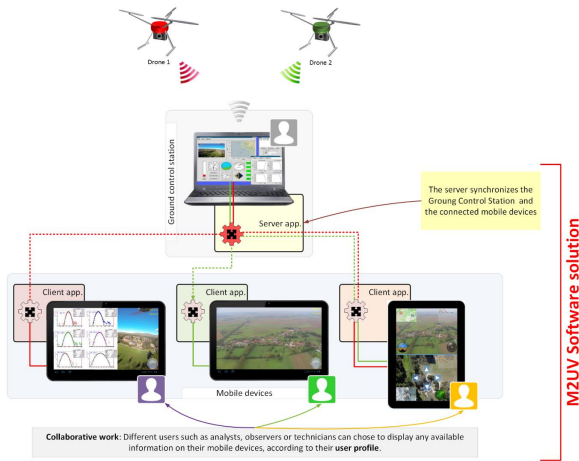 Drone 1
Drone 2
Ground control
station
Server app.
The server synchronizes the
Groung Control Station and
the connected mobile devices
Client app.
Client app.
Client app.
Mobile devices
M2UV Software solution
Collaborative work: Different users such as analysts, observers or technicians can chose to display any available
information on their mobile devices, according to their user profile.